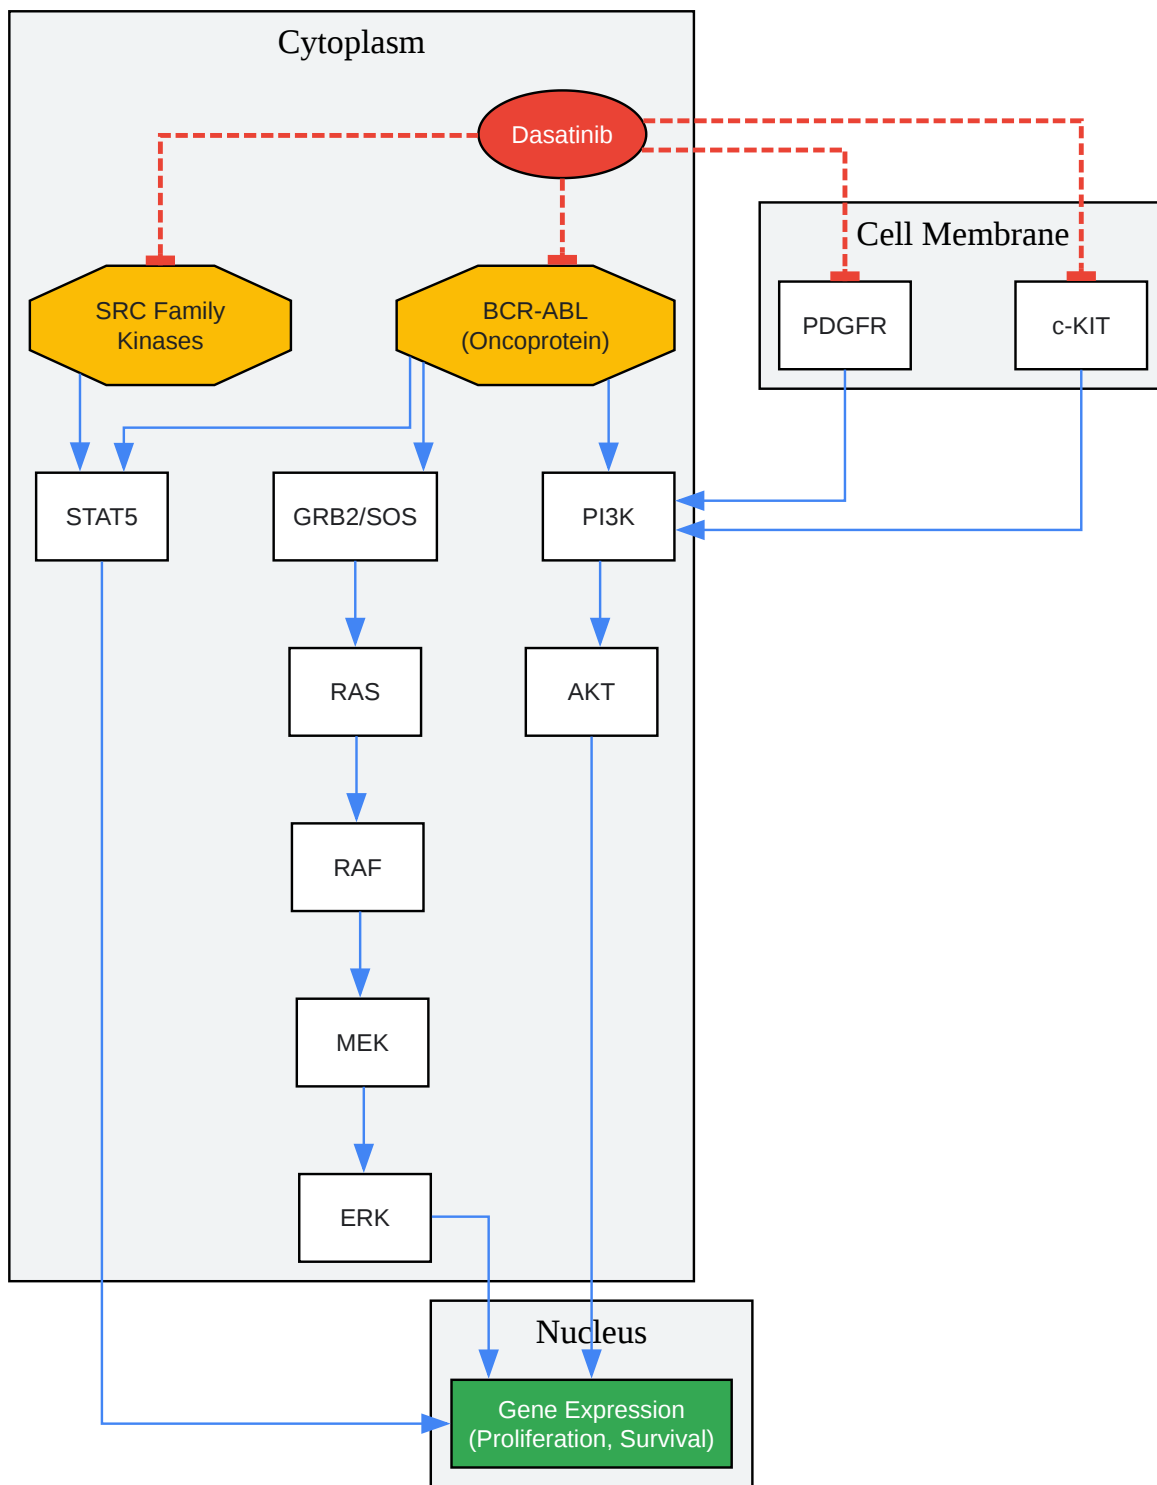 Cytoplasm
Dasatinib
Cell Membrane
SRC Family
Kinases
BCR-ABL
(Oncoprotein)
PDGFR
c-KIT
STAT5
GRB2/SOS
PI3K
RAS
AKT
RAF
MEK
ERK
Nucleus
Gene Expression
(Proliferation, Survival)